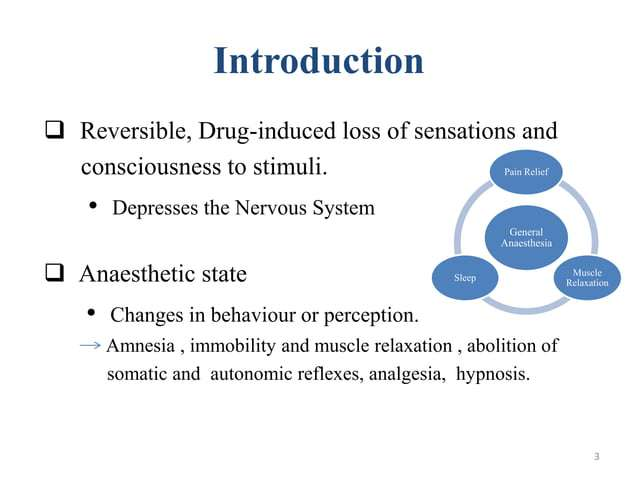 Introduction
Reversible, Drug-induced loss of sensations and
consciousness to stimuli.
• Depresses the Nervous System
Anaesthetic state
• Changes in behaviour or perception.
→ Amnesia , immobility and muscle relaxation , abolition of
somatic and autonomic reflexes, analgesia, hypnosis.
Pain Relief
General
Anaesthesia
Sleep
Muscle
Relaxation
3